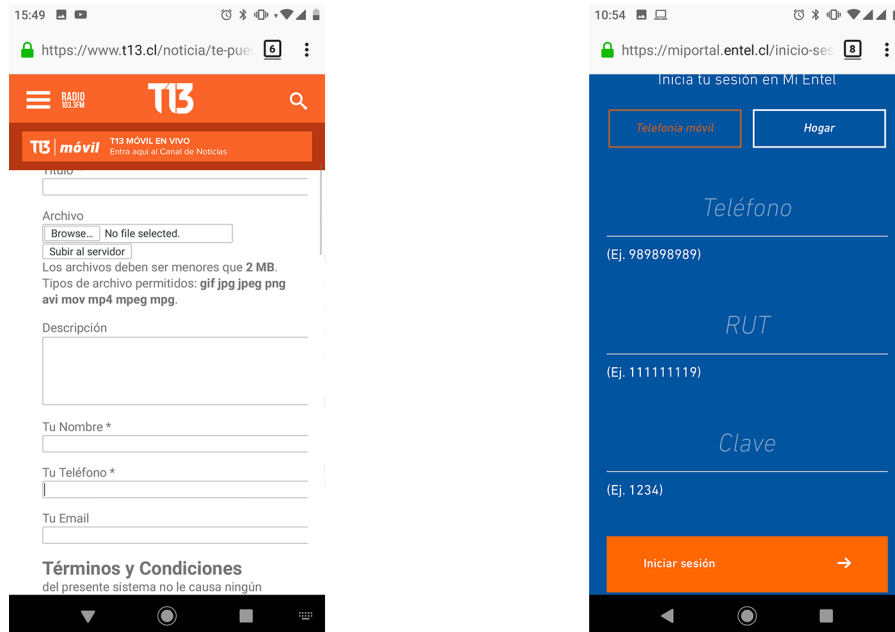 15:49
https://www.t13.cl/noticia/te-pue
6
RADIO
103.3FM
T13
T13 móvil
T13 MÓVIL EN VIVO
Entra aquí al Canal de Noticias
Título
Archivo
Browse... No file selected.
Subir al servidor
Los archivos deben ser menores que 2 MB.
Tipos de archivo permitidos: gif jpg jpeg png
avi mov mp4 mpeg mpg.
Descripción
Tu Nombre *
Tu Teléfono *
Tu Email
Términos y Condiciones
del presente sistema no le causa ningún
10:54
https://miportal.entel.cl/inicio-ses
8
Inicia tu sesión en Mi Entel
Telefonía móvil
Hogar
Teléfono
(Ej. 989898989)
RUT
(Ej. 111111119)
Clave
(Ej. 1234)
Iniciar sesión